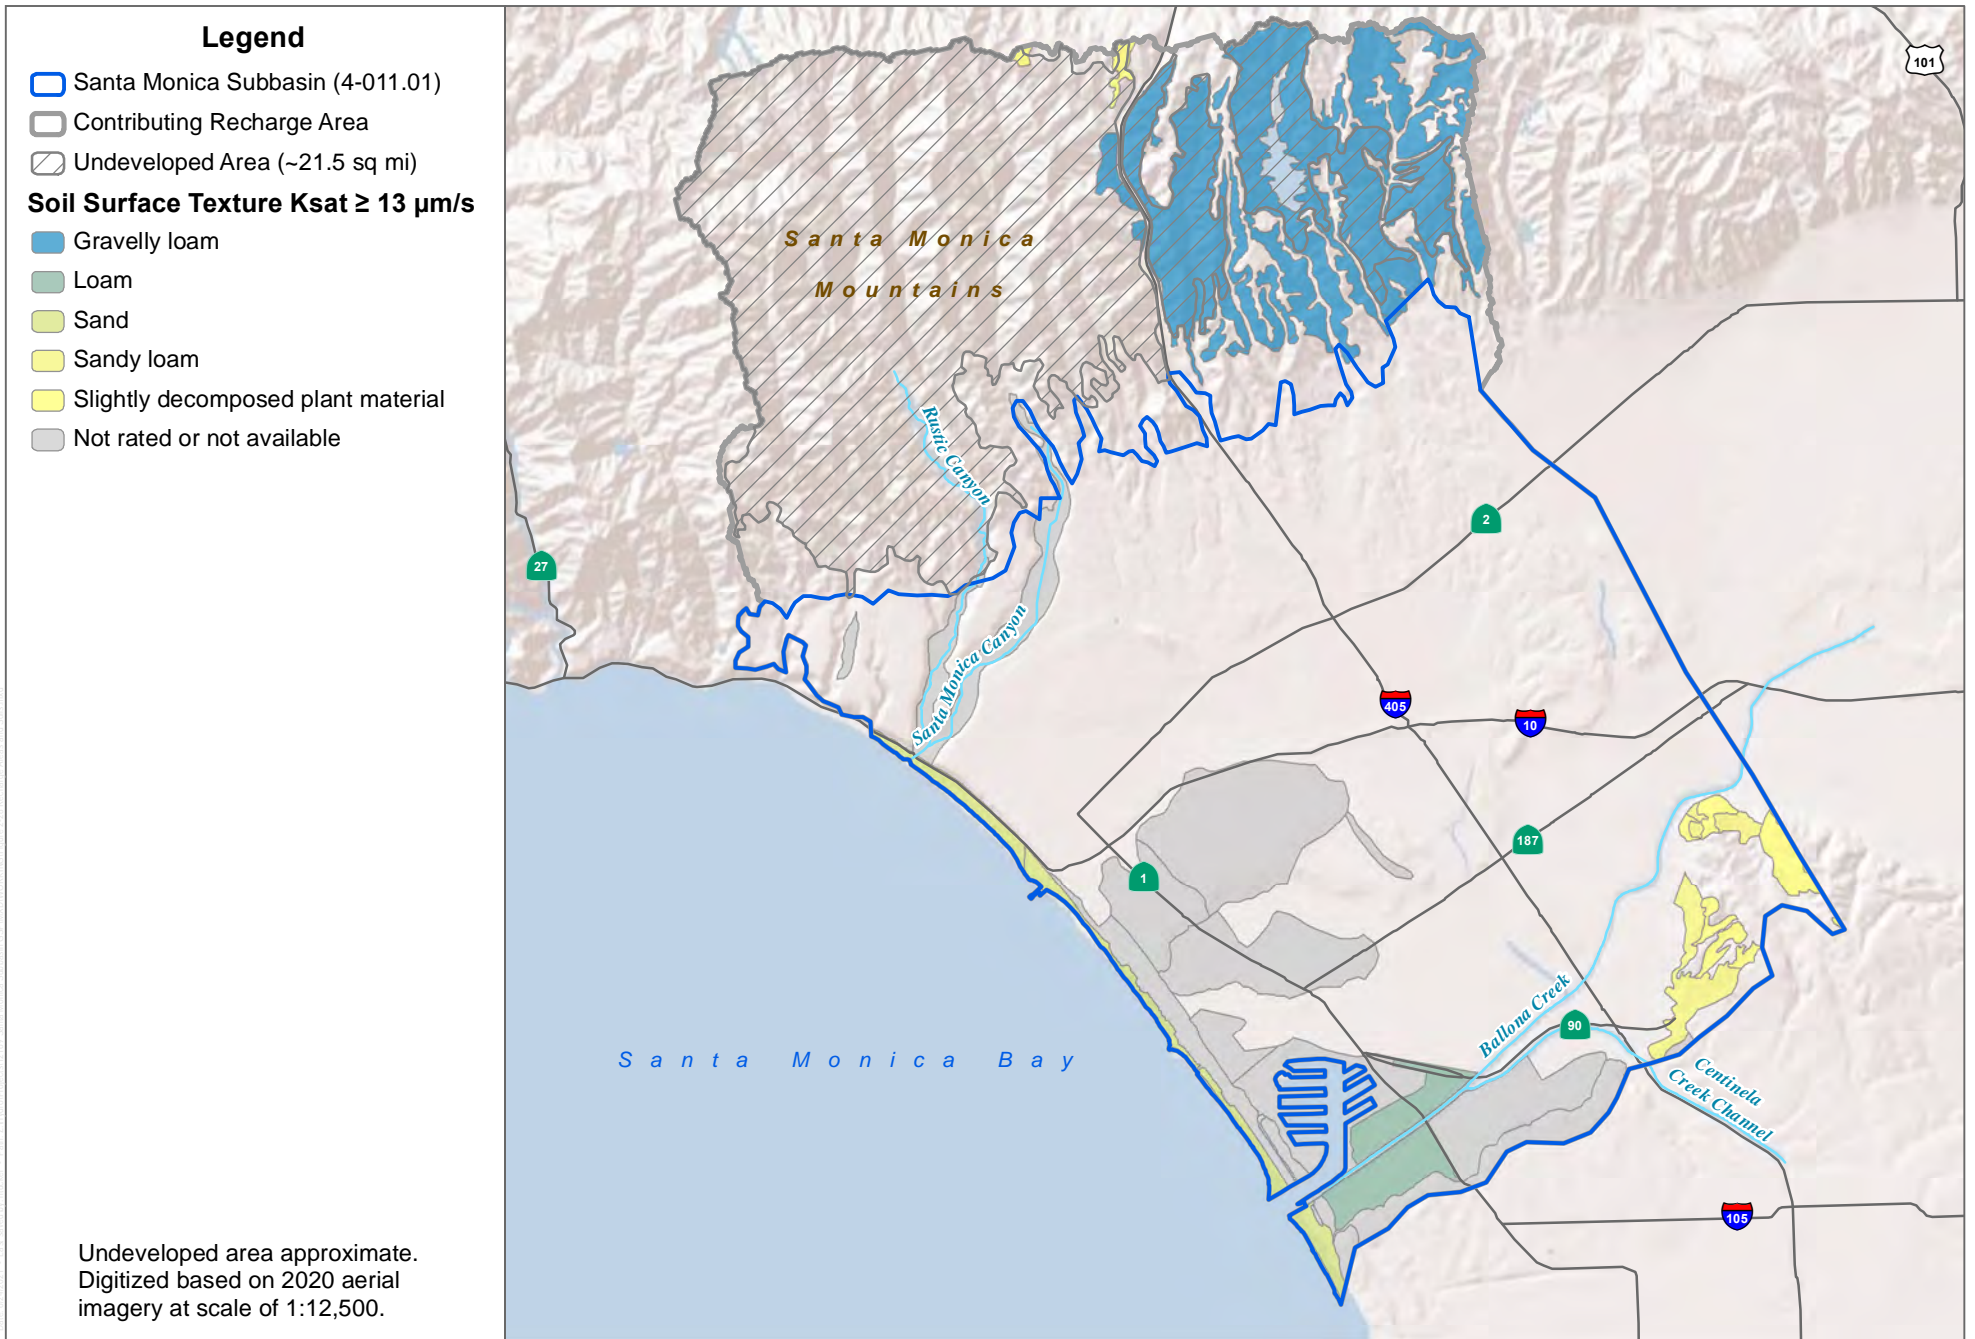 Legend
Santa Monica Subbasin (4-011.01)
Contributing Recharge Area
Undeveloped Area (~21.5 sq mi)
Soil Surface Texture Ksat ≥ 13 µm/s
Gravelly loam
Loam
Sand
Sandy loam
Slightly decomposed plant material
Not rated or not available
Undeveloped area approximate.
Digitized based on 2020 aerial
imagery at scale of 1:12,500.
101
Santa Monica
Mountains
Rustic Canyon
2
27
Santa Monica Canyon
405
10
187
1
Ballona Creek
90
Santa Monica Bay
Centinela
Creek Channel
105